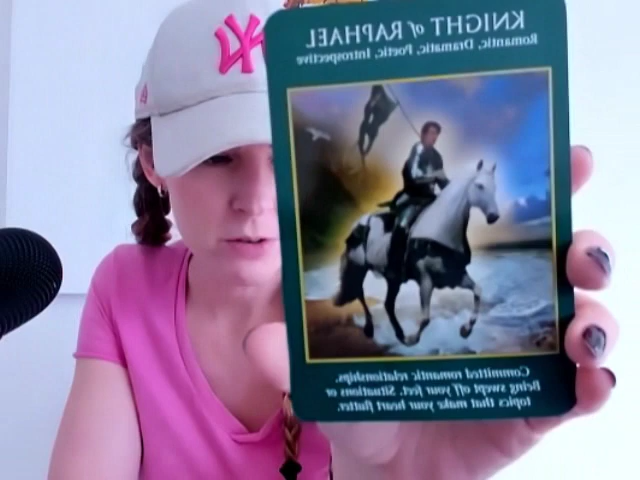 NY
KNIGHT of RAPHAEL
Romantic, Dramatic, Poetic, Introspective
Committed romantic relationships.
Being swept off your feet. Situations or
topics that make your heart flutter.